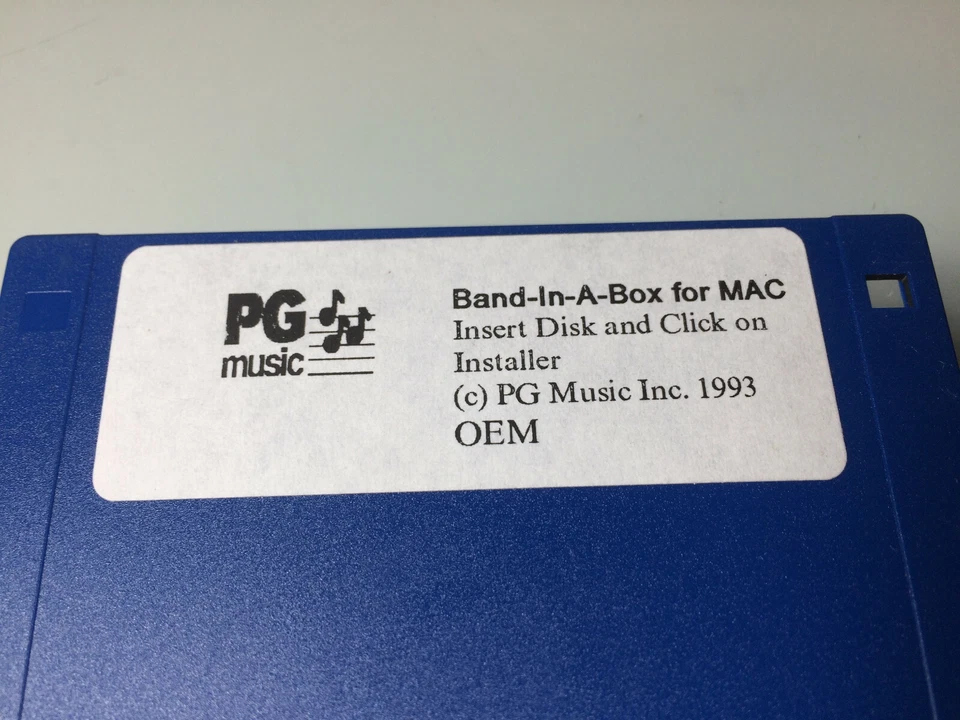 PG
music
Band-In-A-Box for MAC
Insert Disk and Click on
Installer
(c) PG Music Inc. 1993
OEM